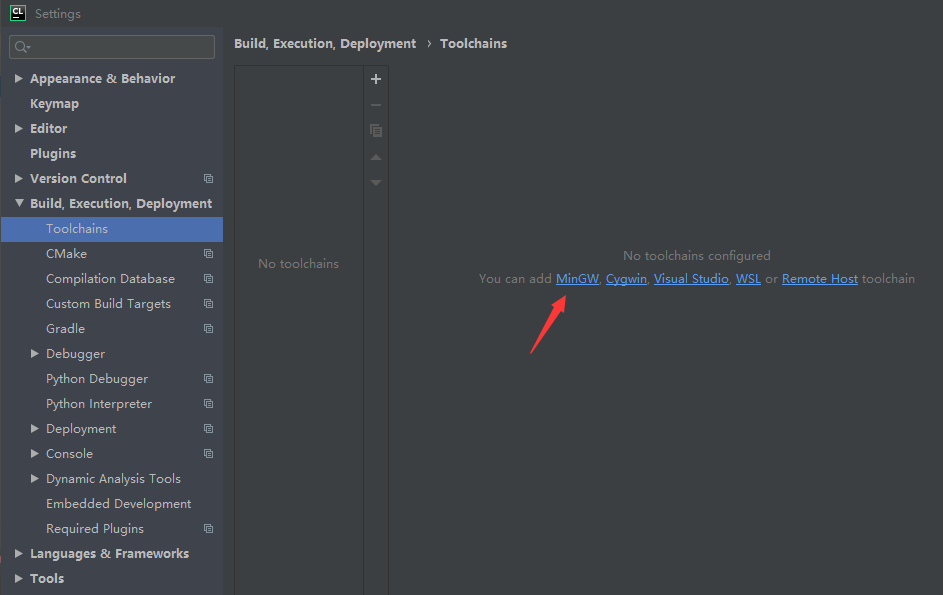 CL
Settings
Appearance & Behavior
Keymap
Editor
Plugins
Version Control
Build, Execution, Deployment
Toolchains
CMake
Compilation Database
Custom Build Targets
Gradle
Debugger
Python Debugger
Python Interpreter
Deployment
Console
Dynamic Analysis Tools
Embedded Development
Required Plugins
Languages & Frameworks
Tools
Build, Execution, Deployment › Toolchains
No toolchains
No toolchains configured
You can add MinGW, Cygwin, Visual Studio, WSL or Remote Host toolchain